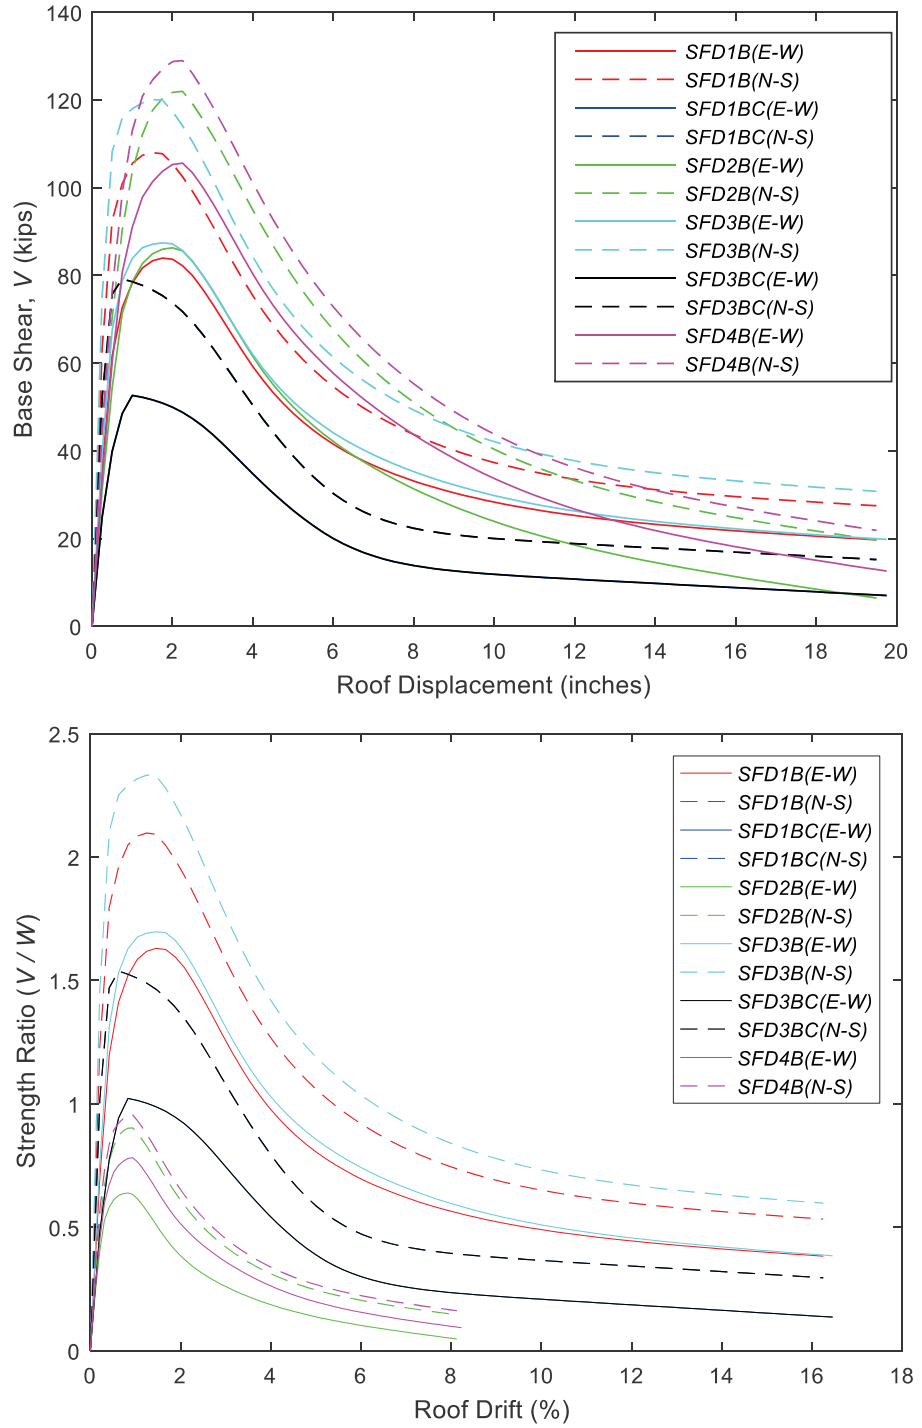 140
120
100
80
60
40
20
0
Base Shear, V (kips)
SFD1B(E-W)
SFD1B(N-S)
SFD1BC(E-W)
SFD1BC(N-S)
SFD2B(E-W)
SFD2B(N-S)
SFD3B(E-W)
SFD3B(N-S)
SFD3BC(E-W)
SFD3BC(N-S)
SFD4B(E-W)
SFD4B(N-S)
0 2 4 6 8 10 12 14 16 18 20
Roof Displacement (inches)
2.5
2
1.5
1
0.5
0
Strength Ratio (V / W)
SFD1B(E-W)
SFD1B(N-S)
SFD1BC(E-W)
SFD1BC(N-S)
SFD2B(E-W)
SFD2B(N-S)
SFD3B(E-W)
SFD3B(N-S)
SFD3BC(E-W)
SFD3BC(N-S)
SFD4B(E-W)
SFD4B(N-S)
0 2 4 6 8 10 12 14 16 18
Roof Drift (%)